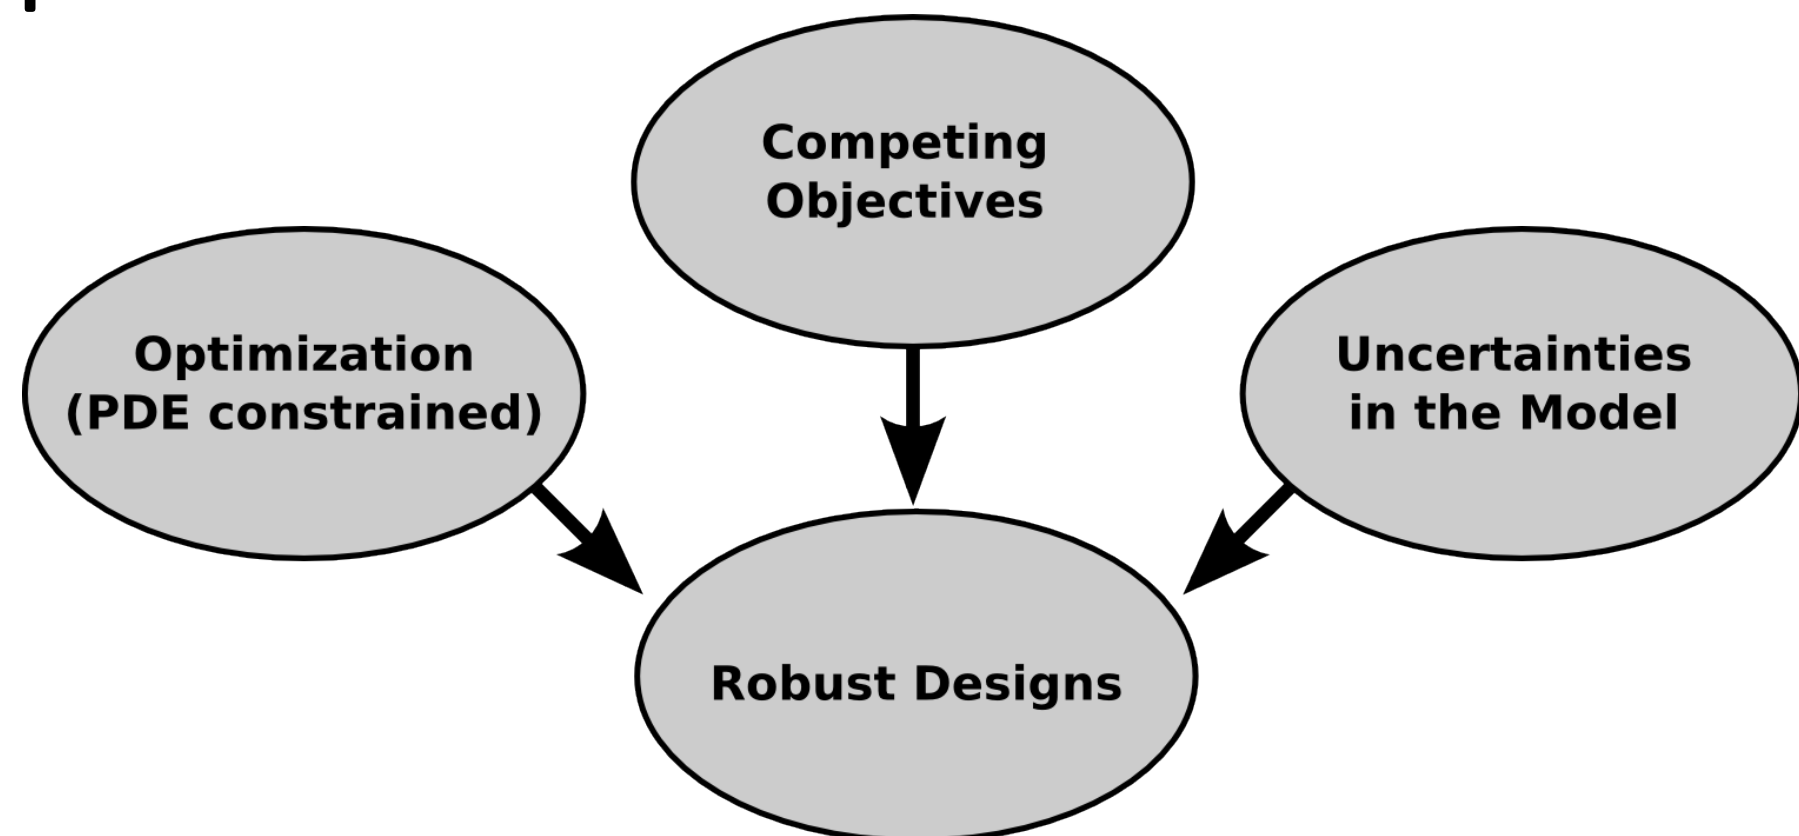 Competing
Objectives
Optimization
(PDE constrained)
Uncertainties
in the Model
Robust Designs